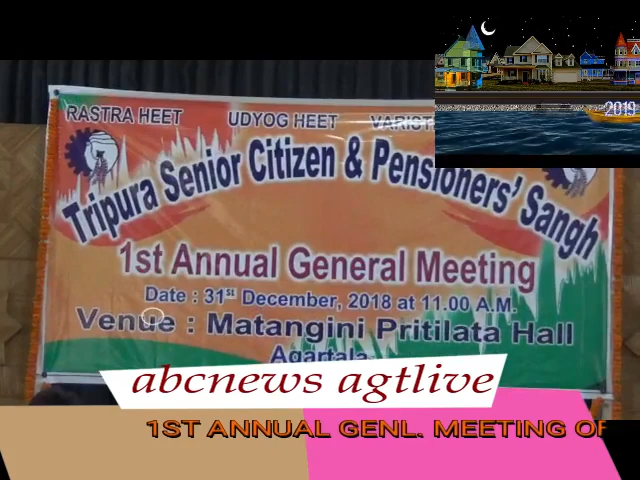 RASTRA HEET UDYOG HEET
2019
Tripura Senior Citizen & Pensioners' Sangh
1st Annual General Meeting
Date : 31st December, 2018 at 11.00 A.M.
Venue : Matangini Pritilata Hall
Agartala
abcnews agtlive
1ST ANNUAL GENL. MEETING OF